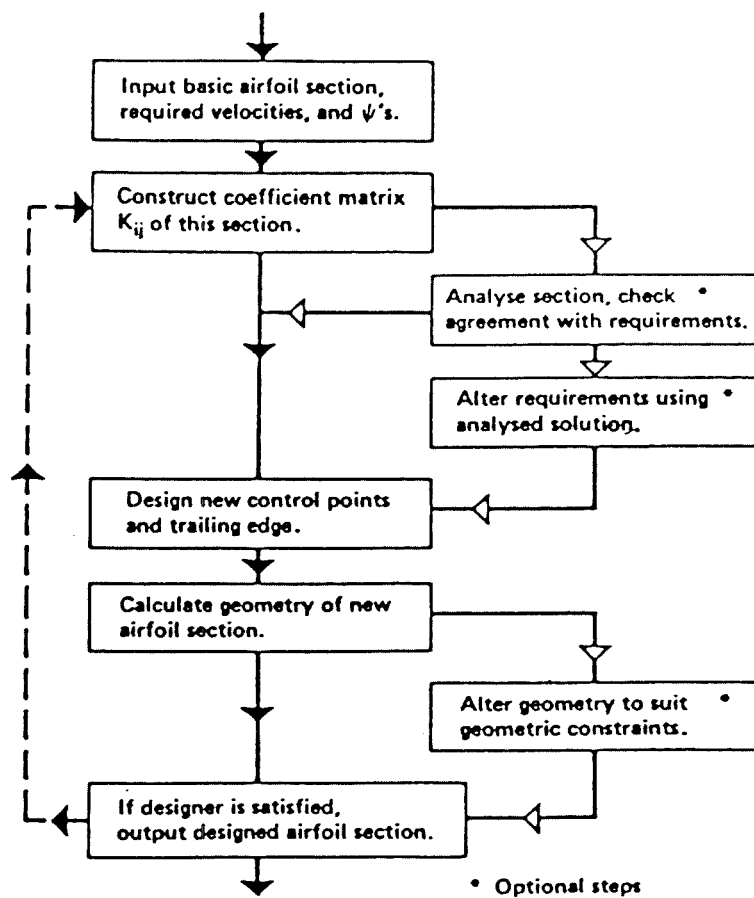 Input basic airfoil section,
required velocities, and ψ's.
Construct coefficient matrix
Kij of this section.
Analyse section, check *
agreement with requirements.
Alter requirements using *
analysed solution.
Design new control points
and trailing edge.
Calculate geometry of new
airfoil section.
Alter geometry to suit *
geometric constraints.
If designer is satisfied,
output designed airfoil section.
* Optional steps